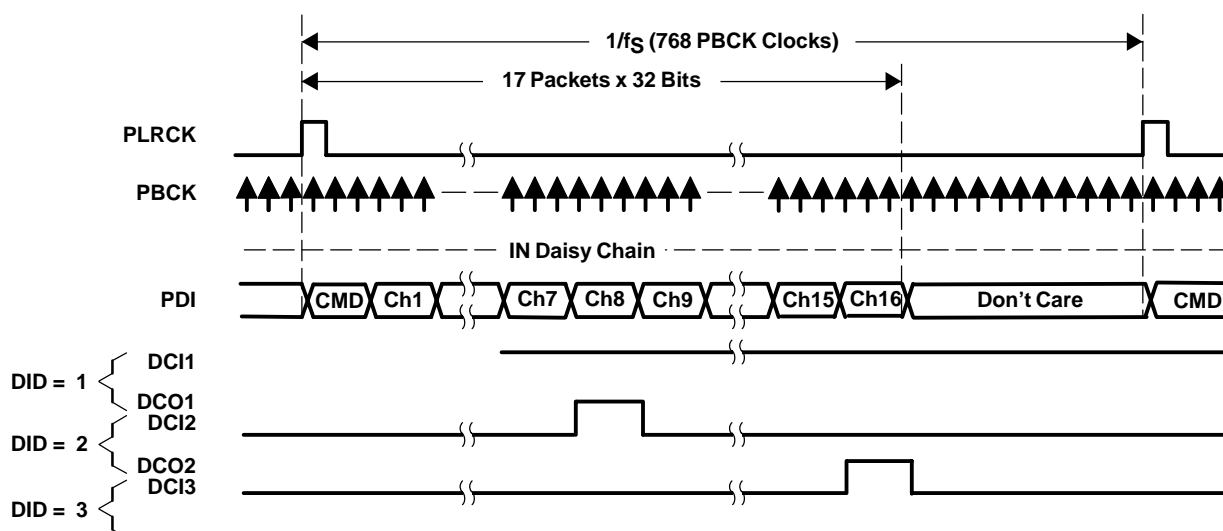 1/fS (768 PBCK Clocks)
17 Packets x 32 Bits
PLRCK
PBCK
IN Daisy Chain
PDI
CMD
Ch1
Ch7
Ch8
Ch9
Ch15
Ch16
Don't Care
CMD
DCI1
DID = 1
DCO1
DCI2
DID = 2
DCO2
DCI3
DID = 3